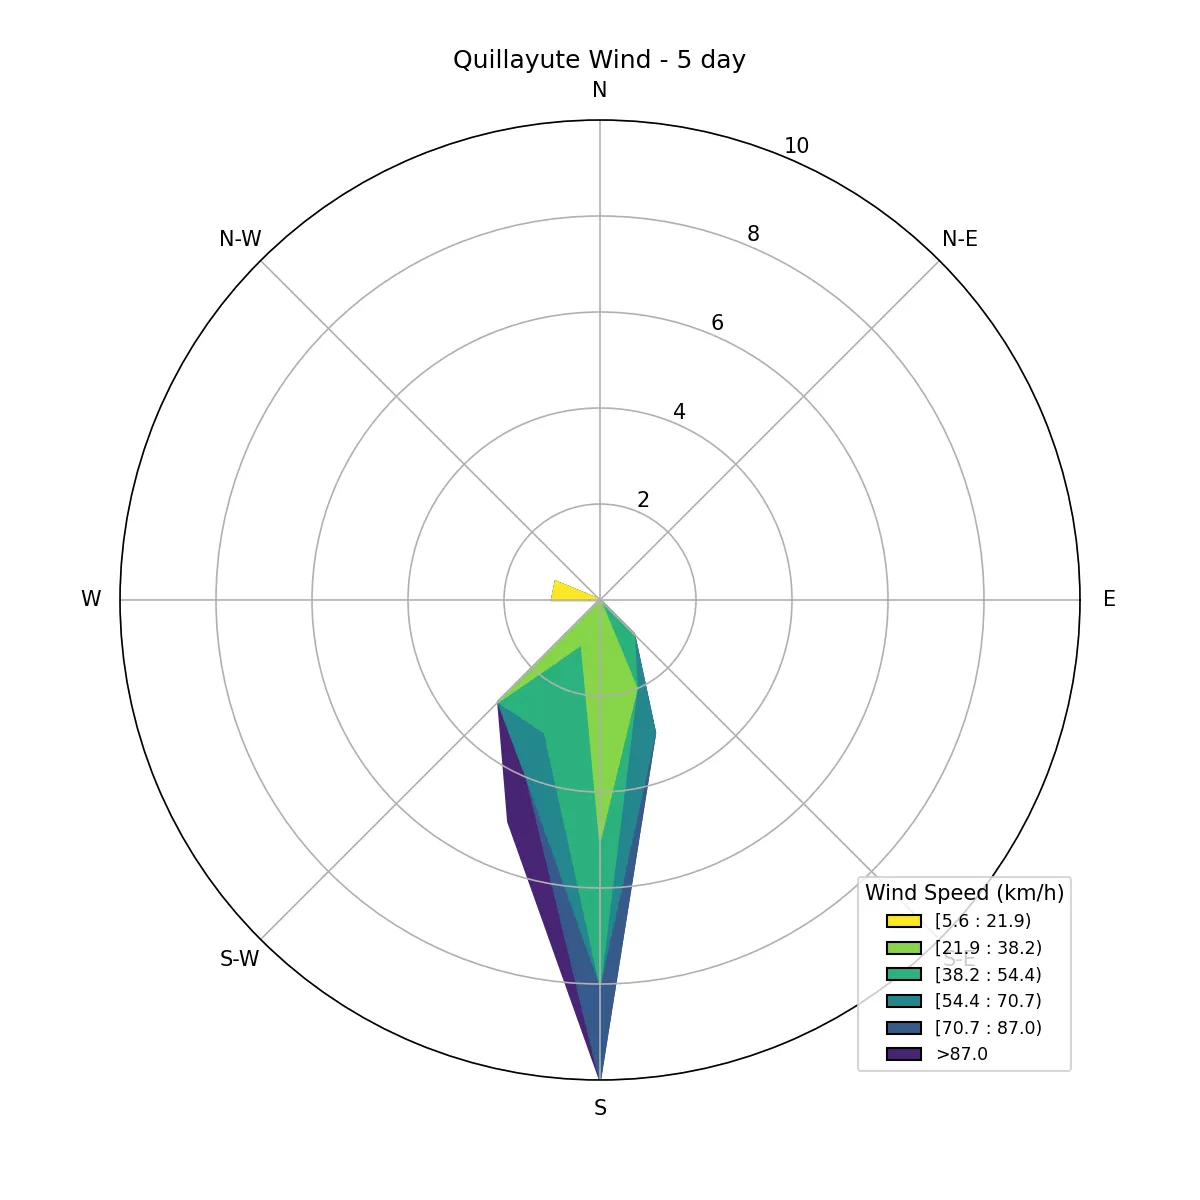 Quillayute Wind - 5 day
N
10
N-W
8
N-E
6
4
2
W
E
Wind Speed (km/h)
[5.6 : 21.9)
[21.9 : 38.2)
S-W
S-E
[38.2 : 54.4)
[54.4 : 70.7)
[70.7 : 87.0)
>87.0
S